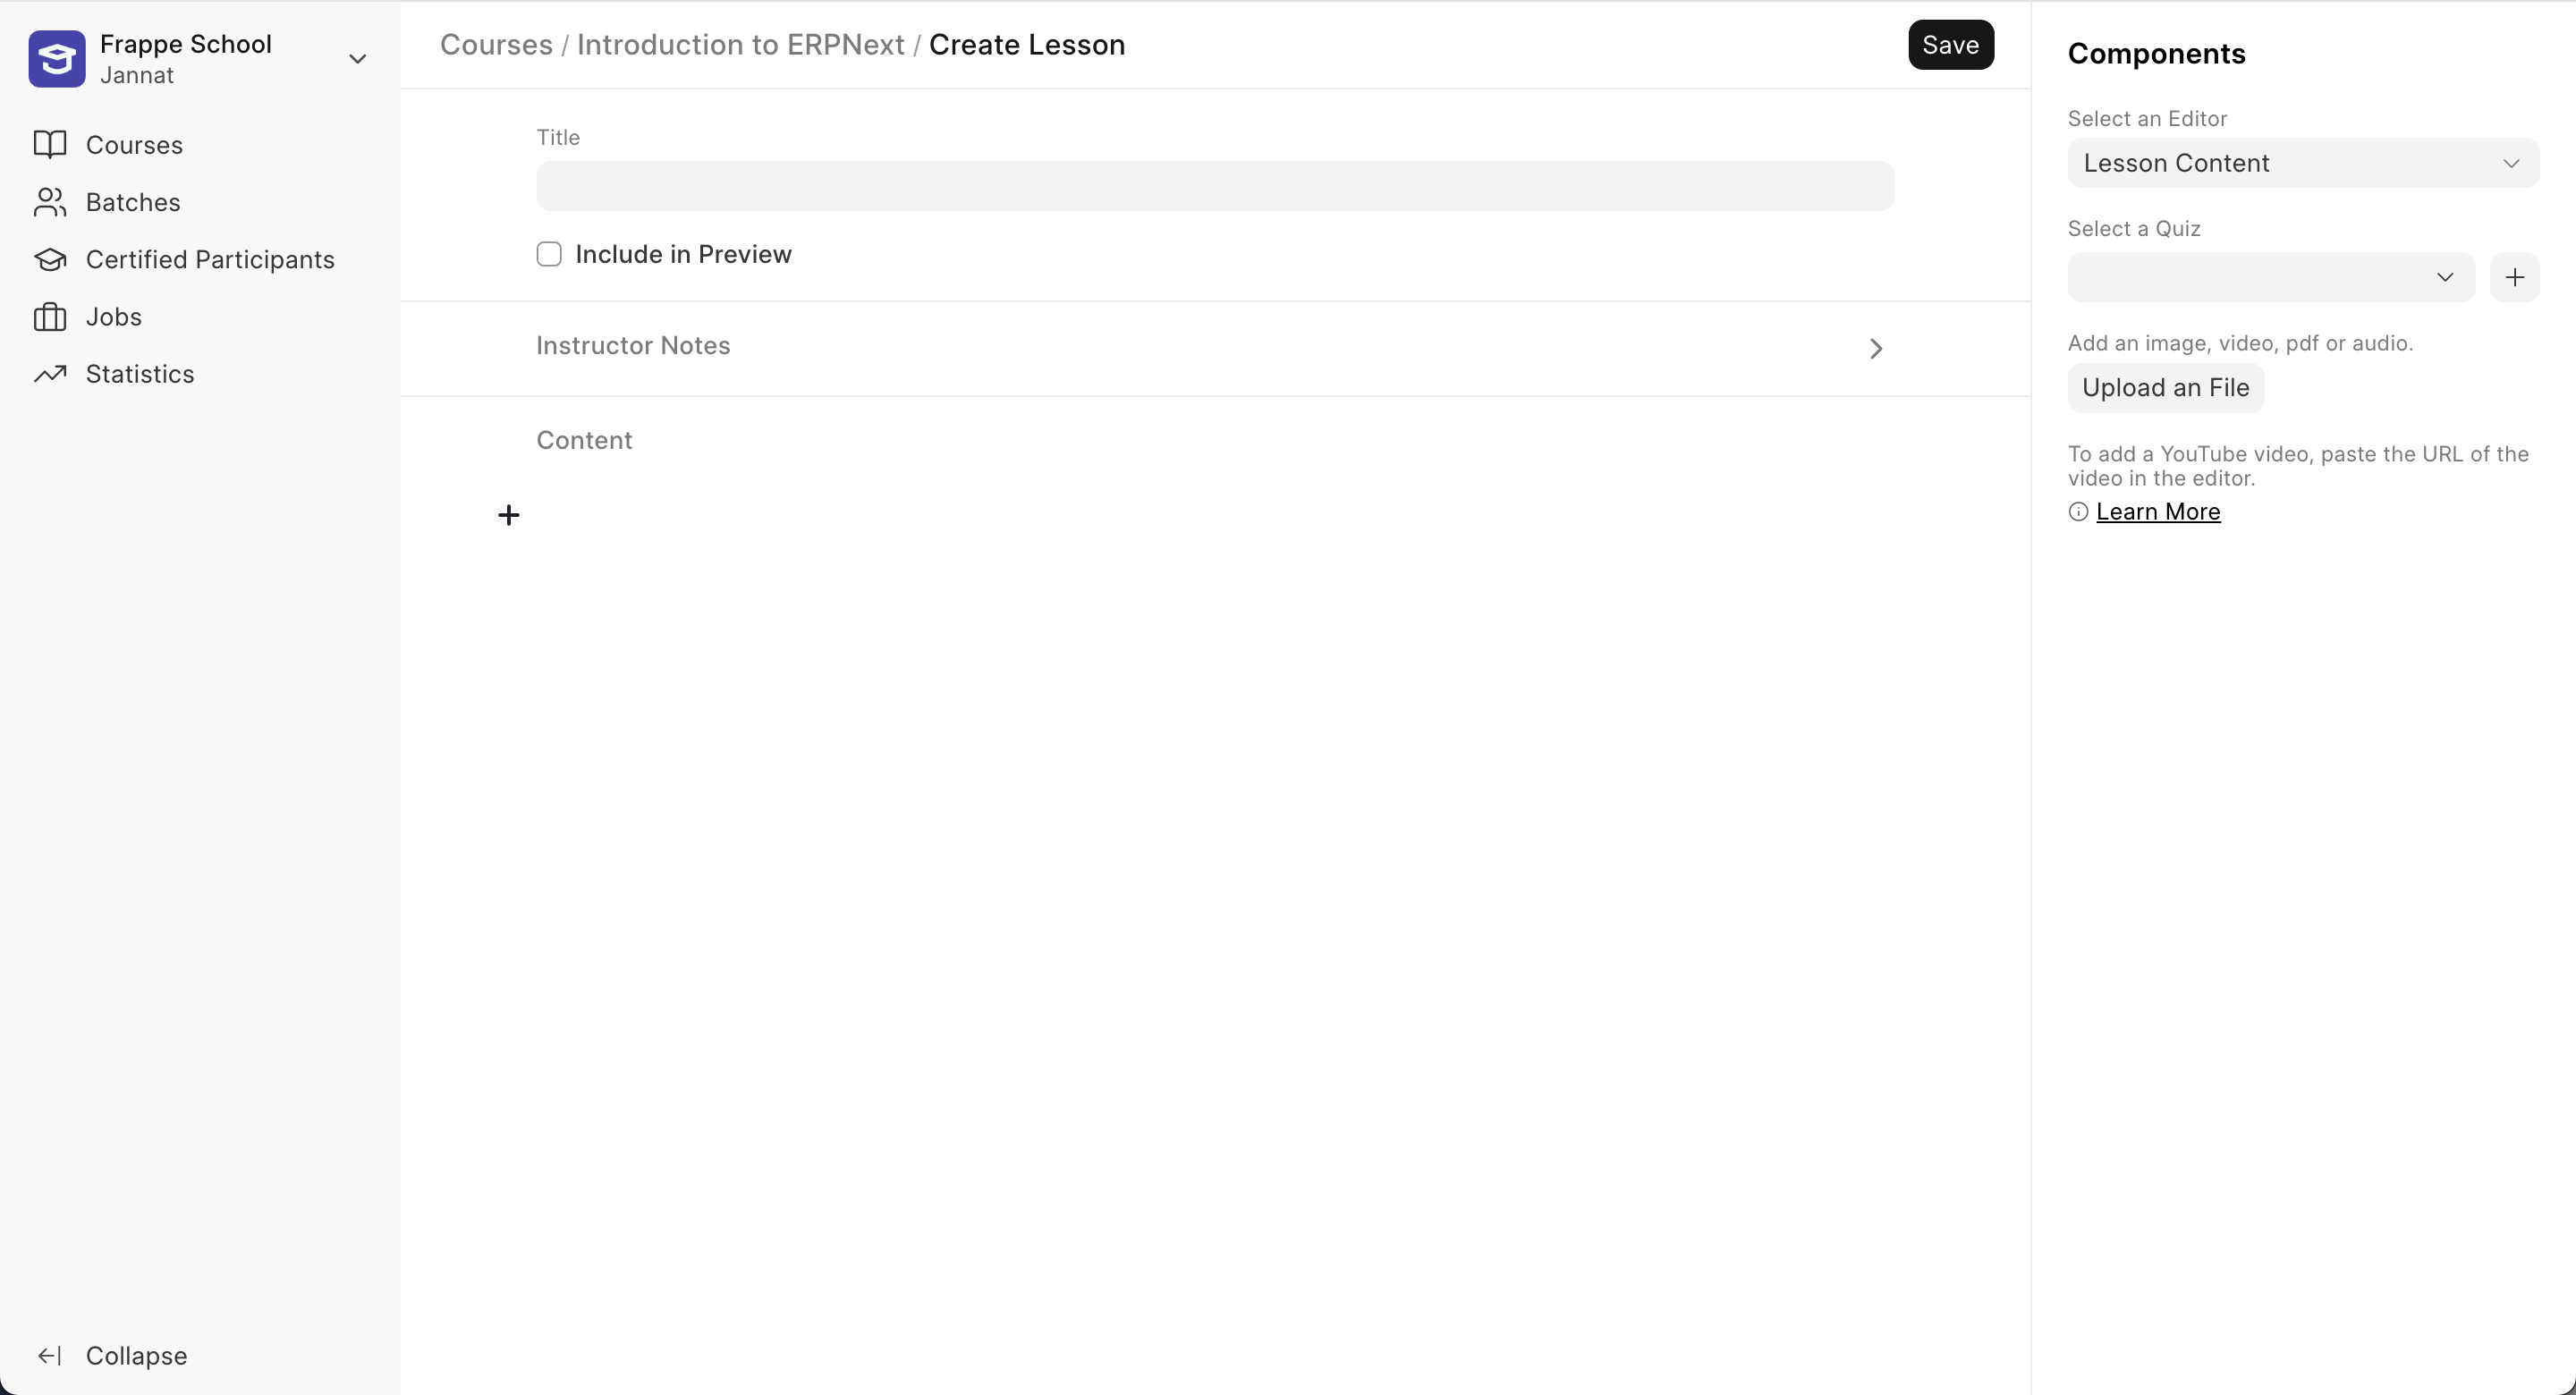 Frappe School
Jannat
Courses
Batches
Certified Participants
Jobs
Statistics
Collapse
Courses / Introduction to ERPNext / Create Lesson
Save
Title
Include in Preview
Instructor Notes
Content
Components
Select an Editor
Lesson Content
Select a Quiz
Add an image, video, pdf or audio.
Upload an File
To add a YouTube video, paste the URL of the
video in the editor.
Learn More